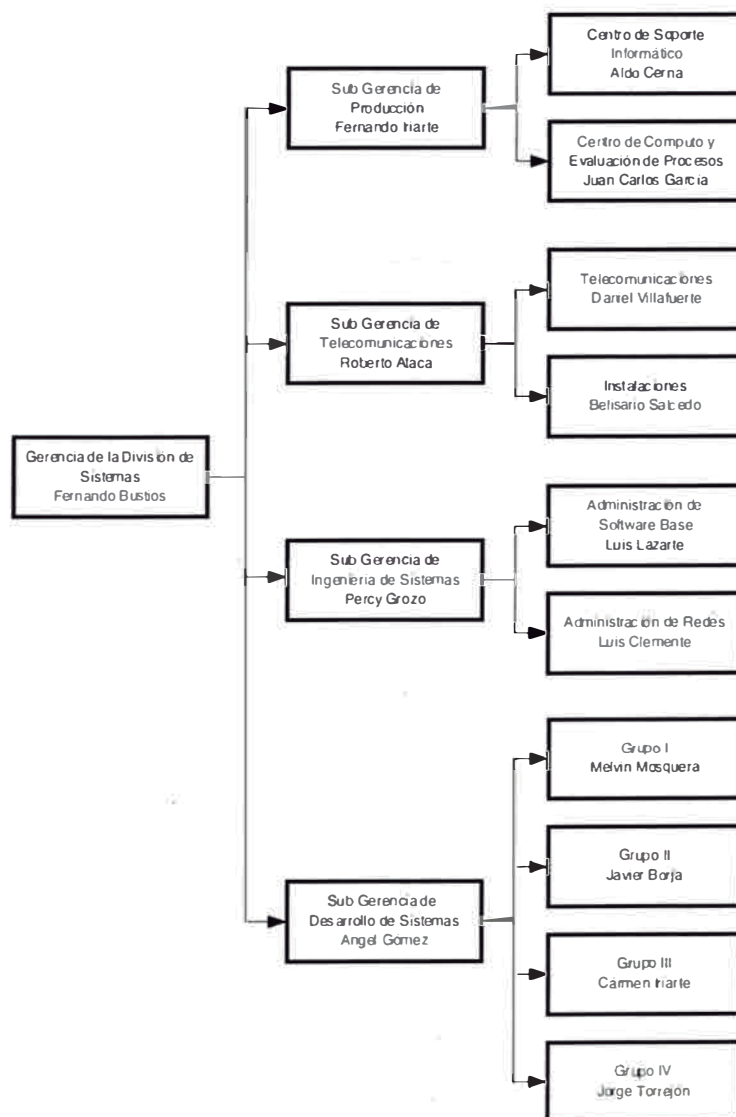 Centro de Soporte
Informático
Aldo Cerna
Sub Gerencia de
Producción
Fernando Iriarte
Centro de Computo y
Evaluación de Procesos
Juan Carlos García
Telecomunicaciones
Daniel Villafuerte
Sub Gerencia de
Telecomunicaciones
Roberto Ataca
Instalaciones
Belisario Salcedo
Gerencia de la División de
Sistemas
Fernando Bustios
Administración de
Software Base
Luis Lazarte
Sub Gerencia de
Ingeniería de Sistemas
Percy Grozo
Administración de Redes
Luis Clemente
Grupo I
Melvin Mosquera
Grupo II
Javier Borja
Sub Gerencia de
Desarrollo de Sistemas
Angel Gómez
Grupo III
Cármen Iriarte
Grupo IV
Jorge Torrejón